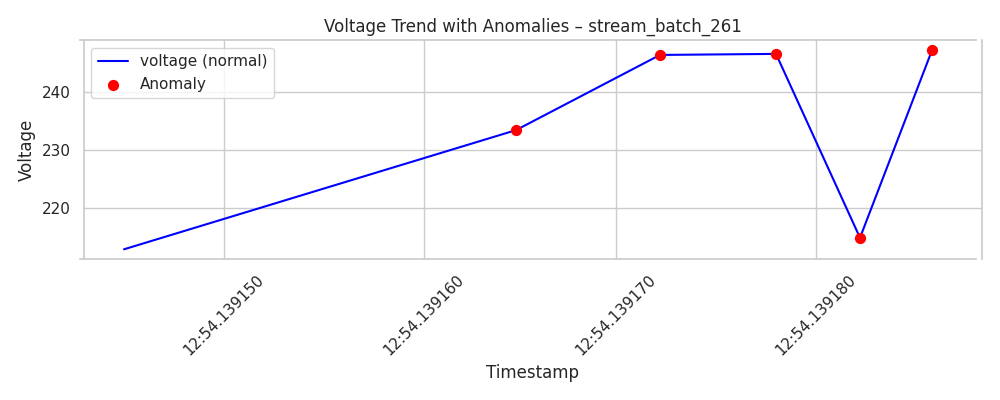 Voltage Trend with Anomalies – stream_batch_261
voltage (normal)
Anomaly
Voltage
240
230
220
12:54.139150
12:54.139160
12:54.139170
12:54.139180
Timestamp